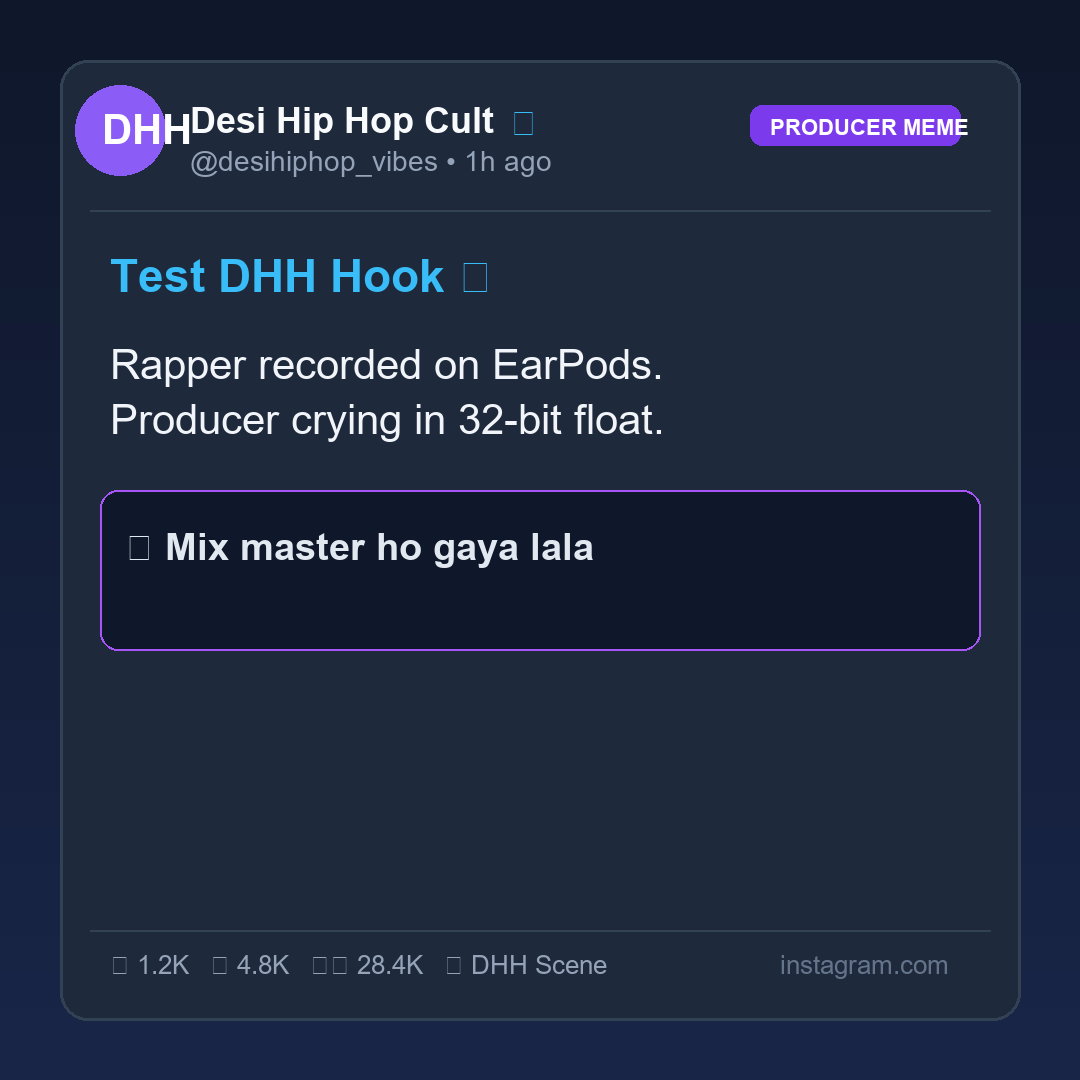 DHH
Desi Hip Hop Cult
PRODUCER MEME
@desihiphop_vibes • 1h ago
Test DHH Hook
Rapper recorded on EarPods.
Producer crying in 32-bit float.
Mix master ho gaya lala
1.2K 4.8K 28.4K DHH Scene
instagram.com